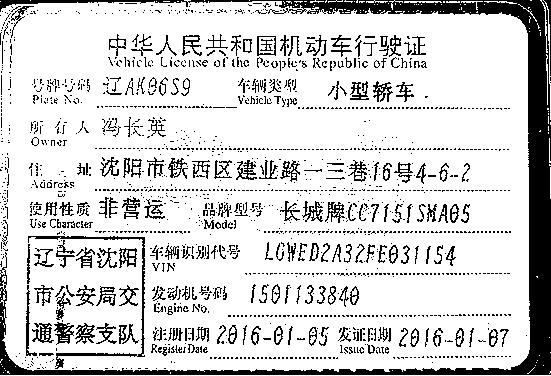 中华人民共和国机动车行驶证
Vehicle License of the People's Republic of China
号牌号码 辽AK06S9 车辆类型 小型轿车
Plate No. Vehicle Type
所有人 冯长英
Owner
住址 沈阳市铁西区建业路一三巷16号4-6-2
Address
使用性质 非营运 品牌型号 长城牌CC7151SMA05
Use Character Model
辽宁省沈阳
市公安局交
通警察支队
车辆识别代号 LGWED2A32FE031154
VIN
发动机号码 1501133840
Engine No.
注册日期 2016-01-05 发证日期 2016-01-07
Register Date Issue Date